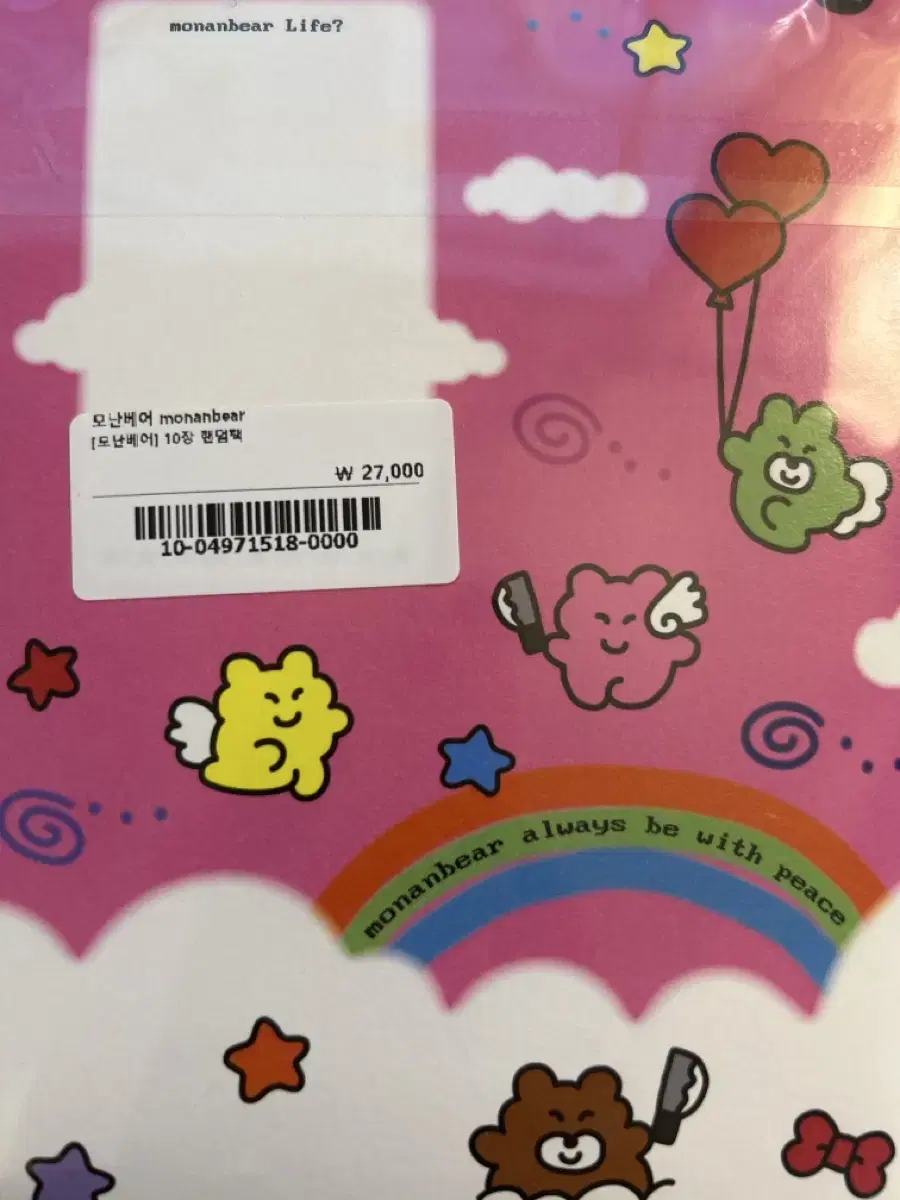 monanbear Life?
모난베어 monanbear
[모난베어] 10장 랜덤팩
₩ 27,000
10-04971518-0000
monanbear always be with peace